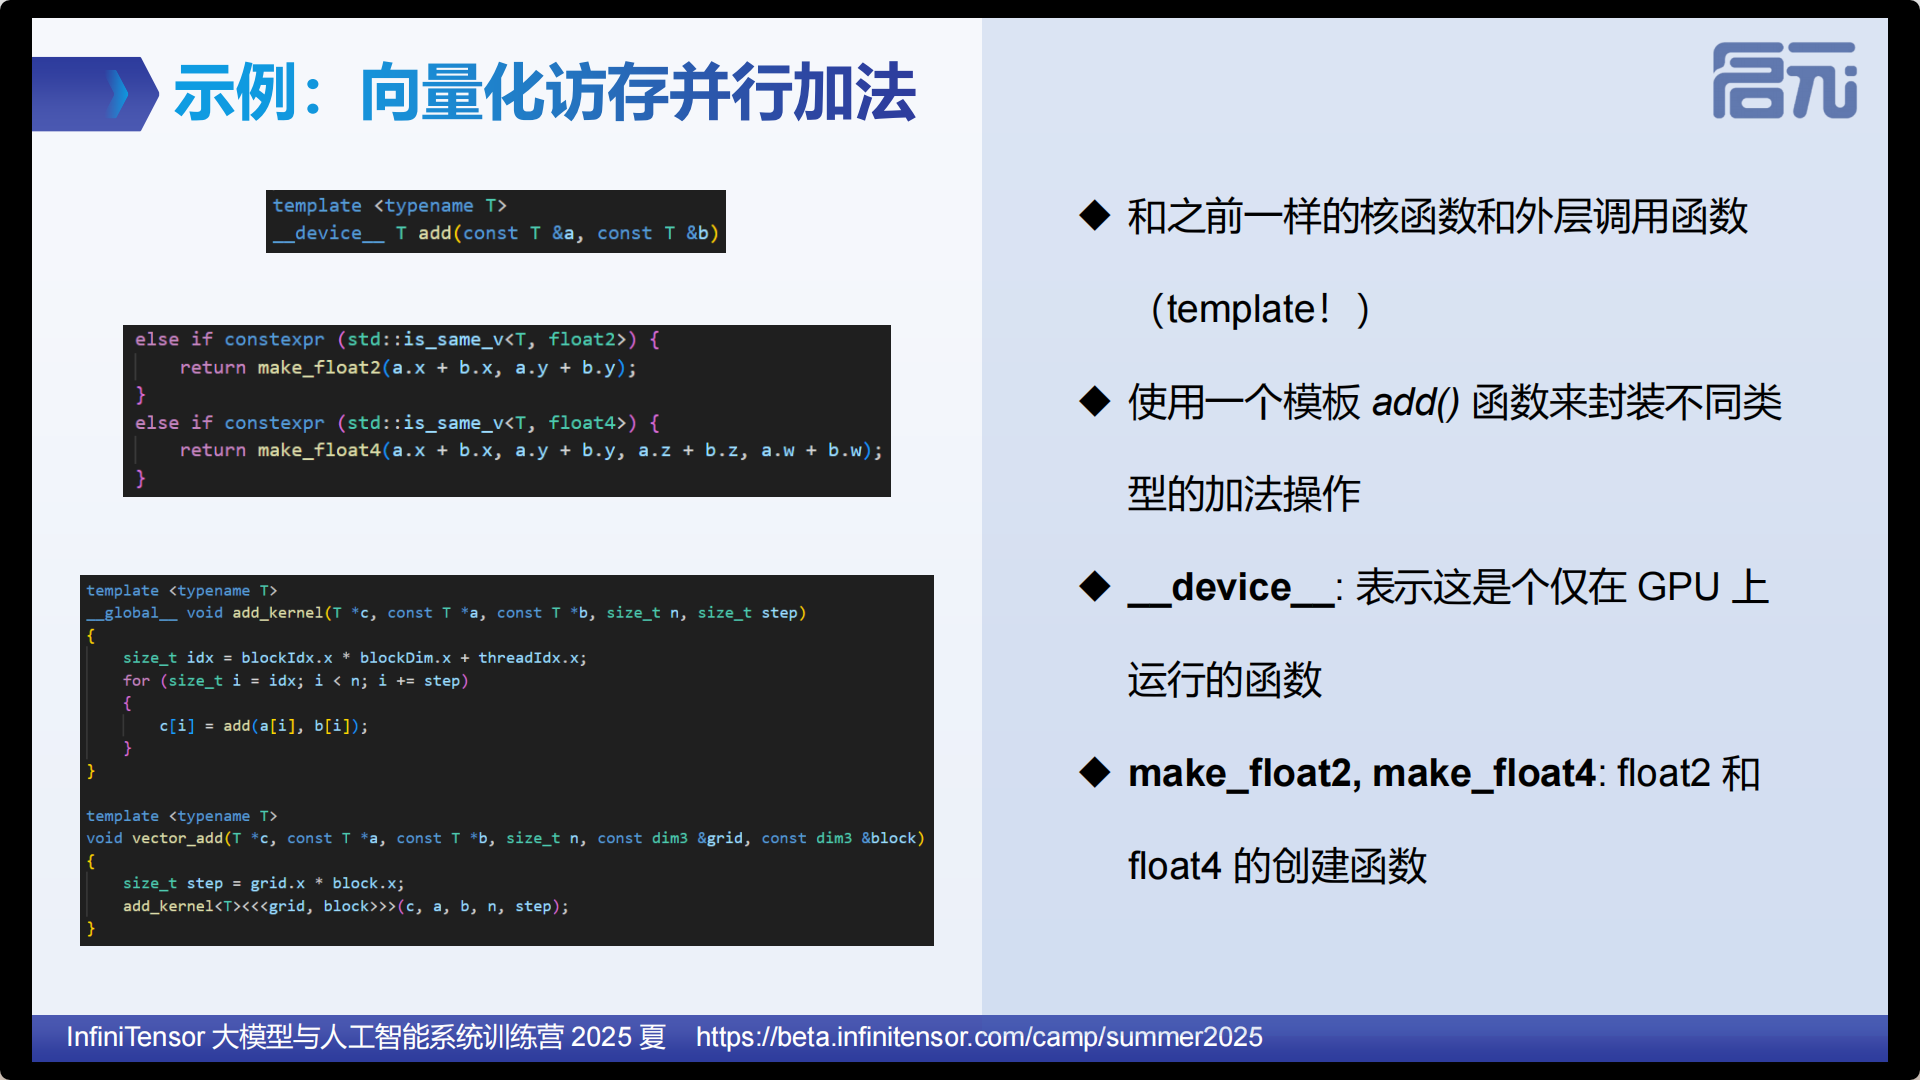 示例：向量化访存并行加法
启元
template <typename T>
__device__ T add(const T &a, const T &b)
else if constexpr (std::is_same_v<T, float2>) {
    return make_float2(a.x + b.x, a.y + b.y);
}
else if constexpr (std::is_same_v<T, float4>) {
    return make_float4(a.x + b.x, a.y + b.y, a.z + b.z, a.w + b.w);
}
template <typename T>
__global__ void add_kernel(T *c, const T *a, const T *b, size_t n, size_t step)
{
    size_t idx = blockIdx.x * blockDim.x + threadIdx.x;
    for (size_t i = idx; i < n; i += step)
    {
        c[i] = add(a[i], b[i]);
    }
}
template <typename T>
void vector_add(T *c, const T *a, const T *b, size_t n, const dim3 &grid, const dim3 &block)
{
    size_t step = grid.x * block.x;
    add_kernel<T><<<grid, block>>>(c, a, b, n, step);
}
◆ 和之前一样的核函数和外层调用函数
（template！）
◆ 使用一个模板 add() 函数来封装不同类
型的加法操作
◆ __device__: 表示这是个仅在 GPU 上
运行的函数
◆ make_float2, make_float4: float2 和
float4 的创建函数
InfiniTensor 大模型与人工智能系统训练营 2025 夏 https://beta.infinitensor.com/camp/summer2025